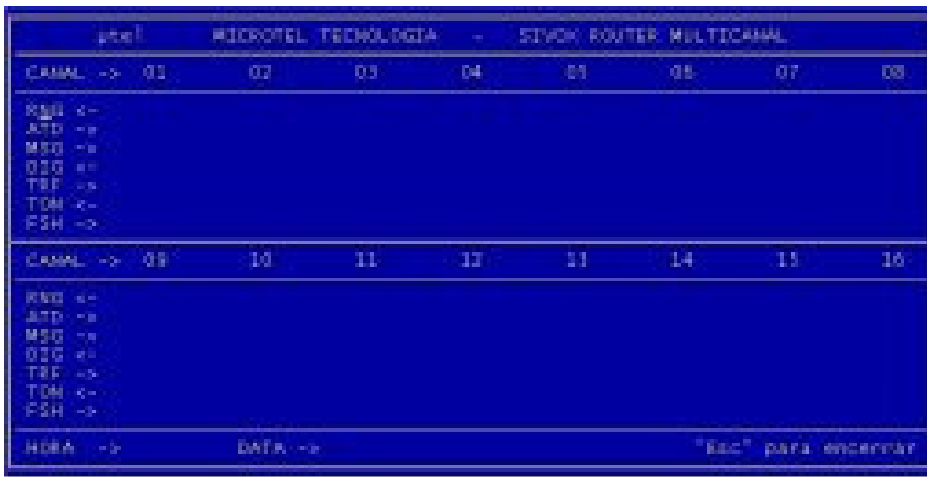 µtel MICROTEL TECNOLOGIA - SIVOX ROUTER MULTICANAL
CANAL -> 01 02 03 04 05 06 07 08
RNG <-
ATD ->
MSG ->
DIG <-
TRF ->
TOM <-
FSH ->
CANAL -> 09 10 11 12 13 14 15 16
RNG <-
ATD ->
MSG ->
DIG <-
TRF ->
TOM <-
FSH ->
HORA -> DATA -> "Esc" para encerrar